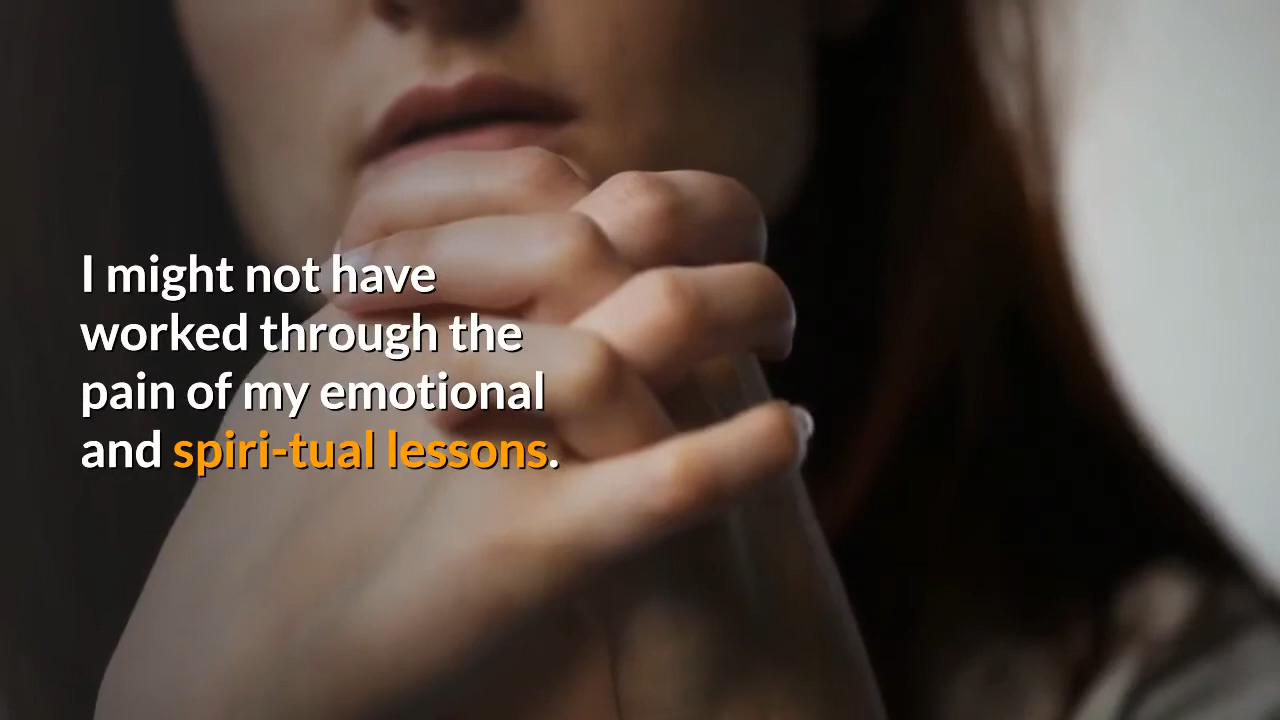 I might not have
worked through the
pain of my emotional
and spiri-tual lessons.